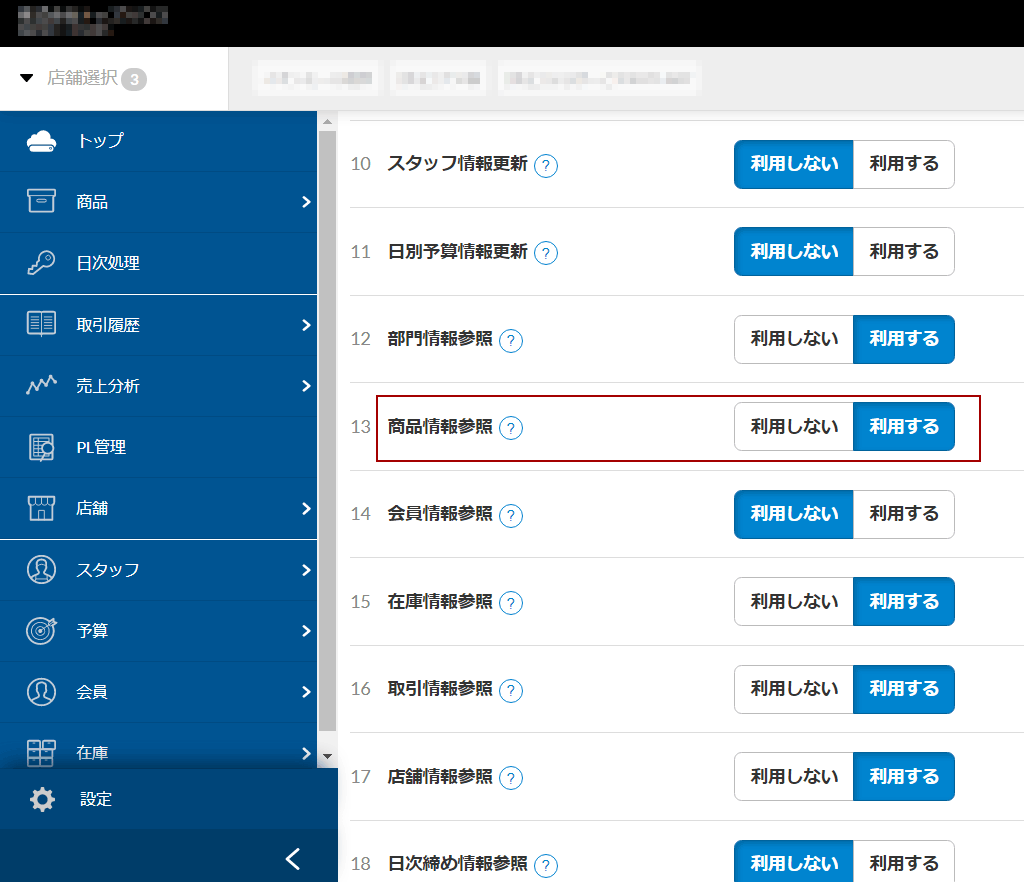 店舗選択 3
トップ
商品
日次処理
取引履歴
売上分析
PL管理
店舗
スタッフ
予算
会員
在庫
設定
10 スタッフ情報更新 ? 利用しない 利用する
11 日別予算情報更新 ? 利用しない 利用する
12 部門情報参照 ? 利用しない 利用する
13 商品情報参照 ? 利用しない 利用する
14 会員情報参照 ? 利用しない 利用する
15 在庫情報参照 ? 利用しない 利用する
16 取引情報参照 ? 利用しない 利用する
17 店舗情報参照 ? 利用しない 利用する
18 日次締め情報参照 ? 利用しない 利用する